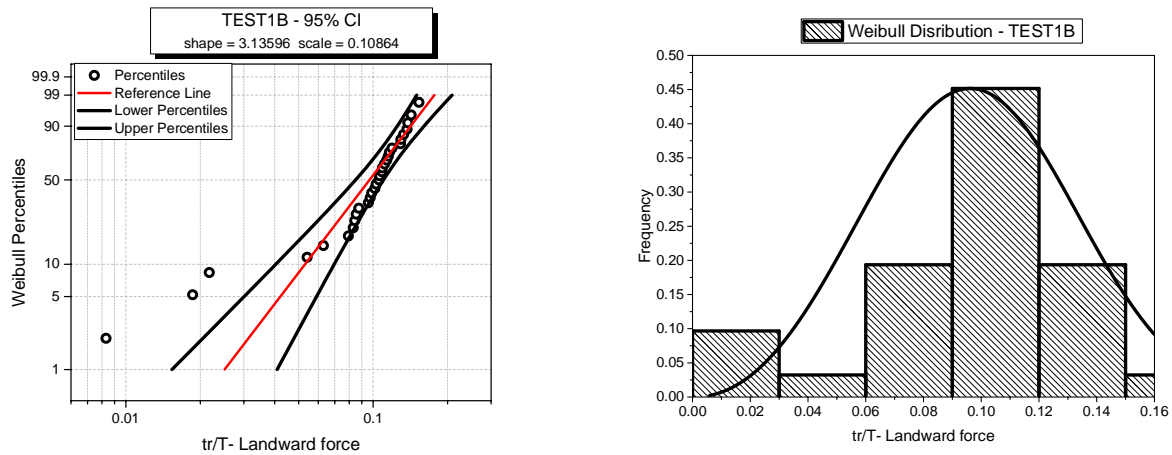 TEST1B - 95% CI
shape = 3.13596 scale = 0.10864
Percentiles
Reference Line
Lower Percentiles
Upper Percentiles
99.9
99
90
50
10
5
1
Weibull Percentiles
0.01
0.1
tr/T- Landward force
Weibull Disribution - TEST1B
0.50
0.45
0.40
0.35
0.30
0.25
0.20
0.15
0.10
0.05
0.00
Frequency
0.00 0.02 0.04 0.06 0.08 0.10 0.12 0.14 0.16
tr/T- Landward force